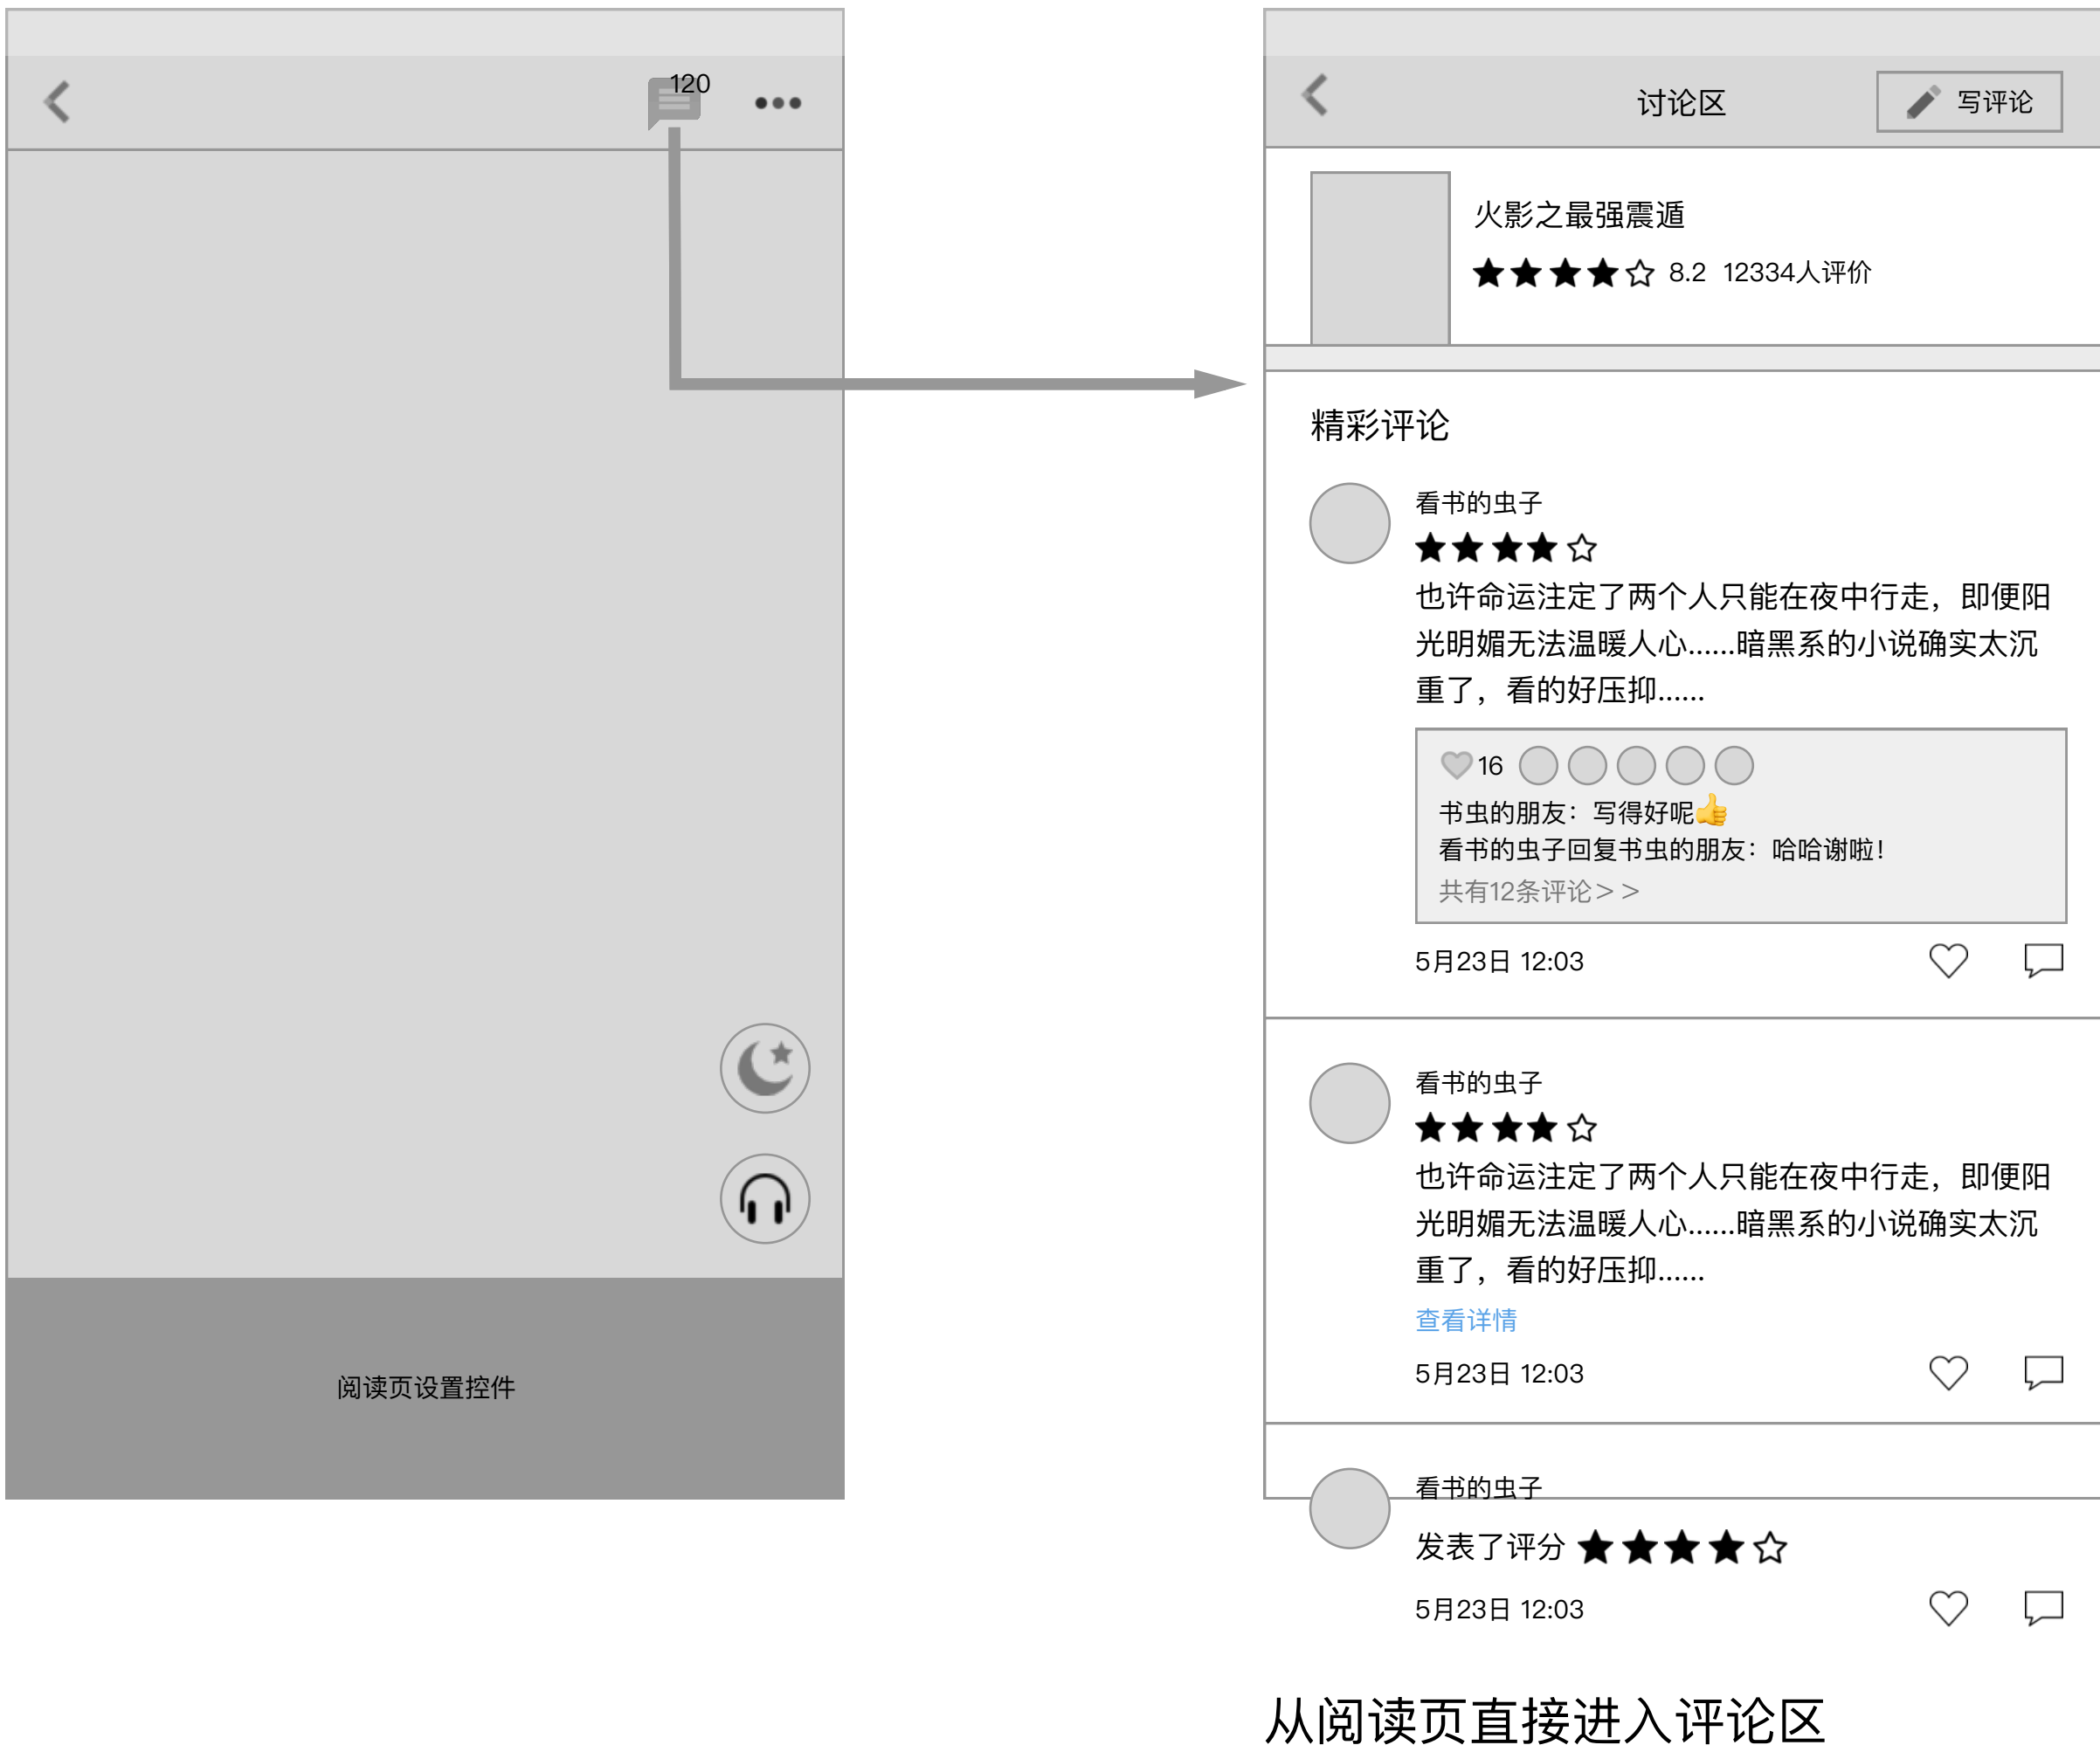 120
阅读页设置控件
讨论区
写评论
火影之最强震遁
8.2 12334人评价
精彩评论
看书的虫子
也许命运注定了两个人只能在夜中行走，即便阳
光明媚无法温暖人心......暗黑系的小说确实太沉
重了，看的好压抑......
16
书虫的朋友：写得好呢👍
看书的虫子回复书虫的朋友：哈哈谢啦！
共有12条评论＞＞
5月23日 12:03
看书的虫子
也许命运注定了两个人只能在夜中行走，即便阳
光明媚无法温暖人心......暗黑系的小说确实太沉
重了，看的好压抑......
查看详情
5月23日 12:03
看书的虫子
发表了评分
5月23日 12:03
从阅读页直接进入评论区